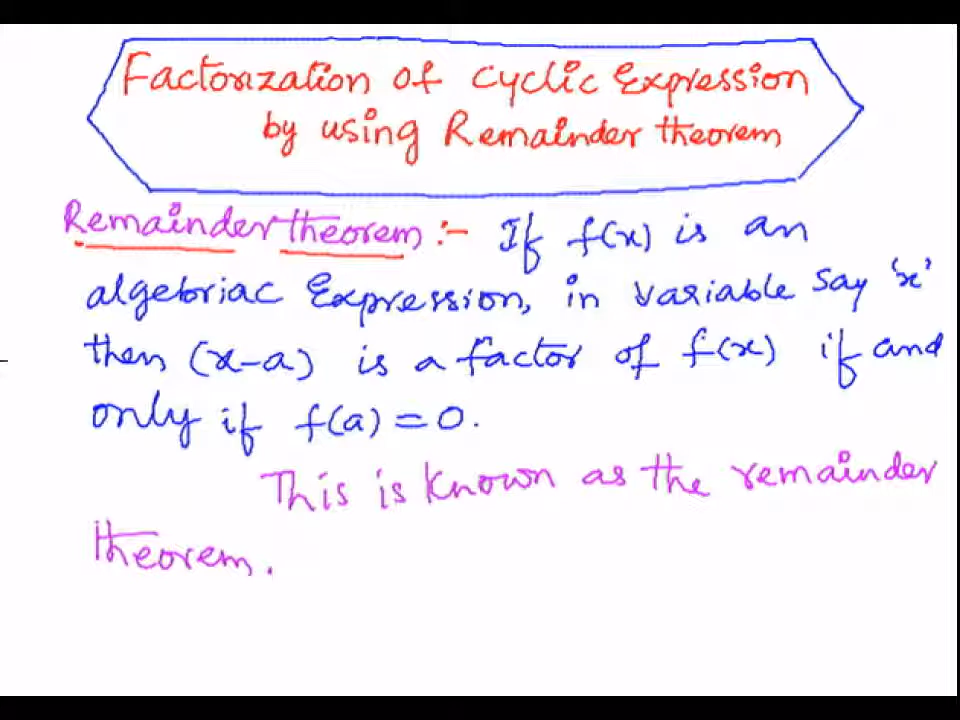 Factorization of Cyclic Expression
by using Remainder theorem
Remainder theorem :- If f(x) is an
algebriac Expression, in variable say 'x'
then (x-a) is a factor of f(x) if and
only if f(a) = 0.
This is known as the remainder
theorem.